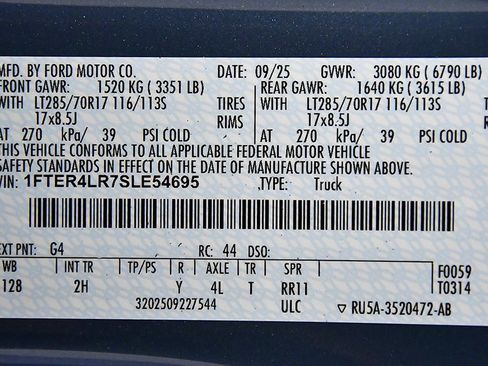 MFD. BY FORD MOTOR CO. DATE: 09/25 GVWR: 3080 KG ( 6790 LB)
FRONT GAWR: 1520 KG ( 3351 LB) REAR GAWR: 1640 KG ( 3615 LB)
WITH LT285/70R17 116/113S TIRES WITH LT285/70R17 116/113S
17x8.5J RIMS 17x8.5J
AT 270 kPa/ 39 PSI COLD AT 270 kPa/ 39 PSI COLD
THIS VEHICLE CONFORMS TO ALL APPLICABLE FEDERAL MOTOR VEHICLE
SAFETY STANDARDS IN EFFECT ON THE DATE OF MANUFACTURE SHOWN ABOVE.
VIN: 1FTER4LR7SLE54695 TYPE: Truck
EXT PNT: G4 RC: 44 DSO:
WB INT TR TP/PS R AXLE TR SPR F0059
128 2H Y 4L T RR11 T0314
3202509227544 ULC ▽ RU5A-3520472-AB